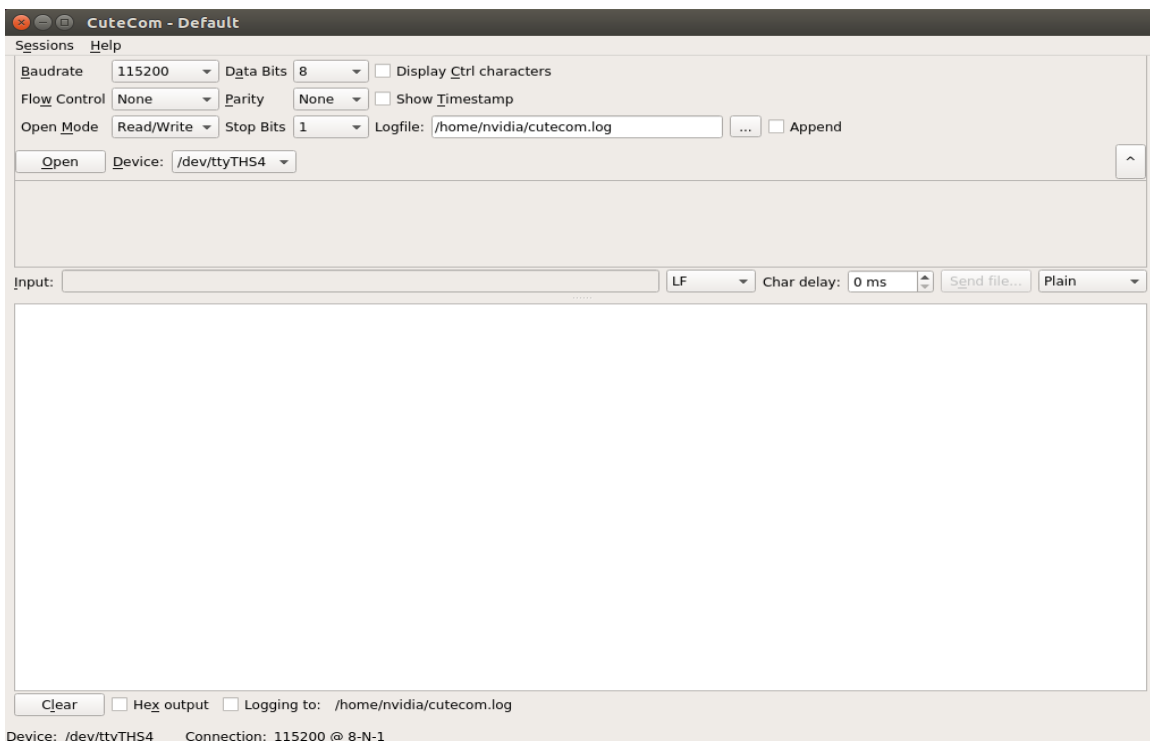 CuteCom - Default
Sessions Help
Baudrate 115200 Data Bits 8 Display Ctrl characters
Flow Control None Parity None Show Timestamp
Open Mode Read/Write Stop Bits 1 Logfile: /home/nvidia/cutecom.log ... Append
Open Device: /dev/ttyTHS4 ^
Input: LF Char delay: 0 ms Send file... Plain
Clear Hex output Logging to: /home/nvidia/cutecom.log
Device: /dev/ttyTHS4 Connection: 115200 @ 8-N-1